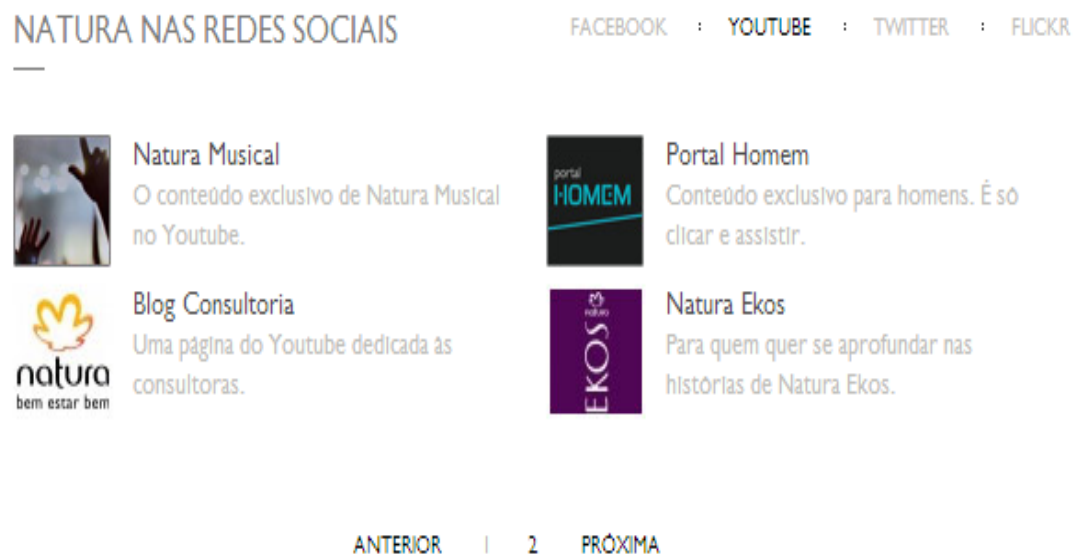 NATURA NAS REDES SOCIAIS
FACEBOOK : YOUTUBE : TWITTER : FLICKR
Natura Musical
O conteúdo exclusivo de Natura Musical
no Youtube.
portal
HOMEM
Portal Homem
Conteúdo exclusivo para homens. É só
clicar e assistir.
natura
bem estar bem
Blog Consultoria
Uma página do Youtube dedicada às
consultoras.
natura
EKOS
Natura Ekos
Para quem quer se aprofundar nas
histórias de Natura Ekos.
ANTERIOR | 2 PRÓXIMA